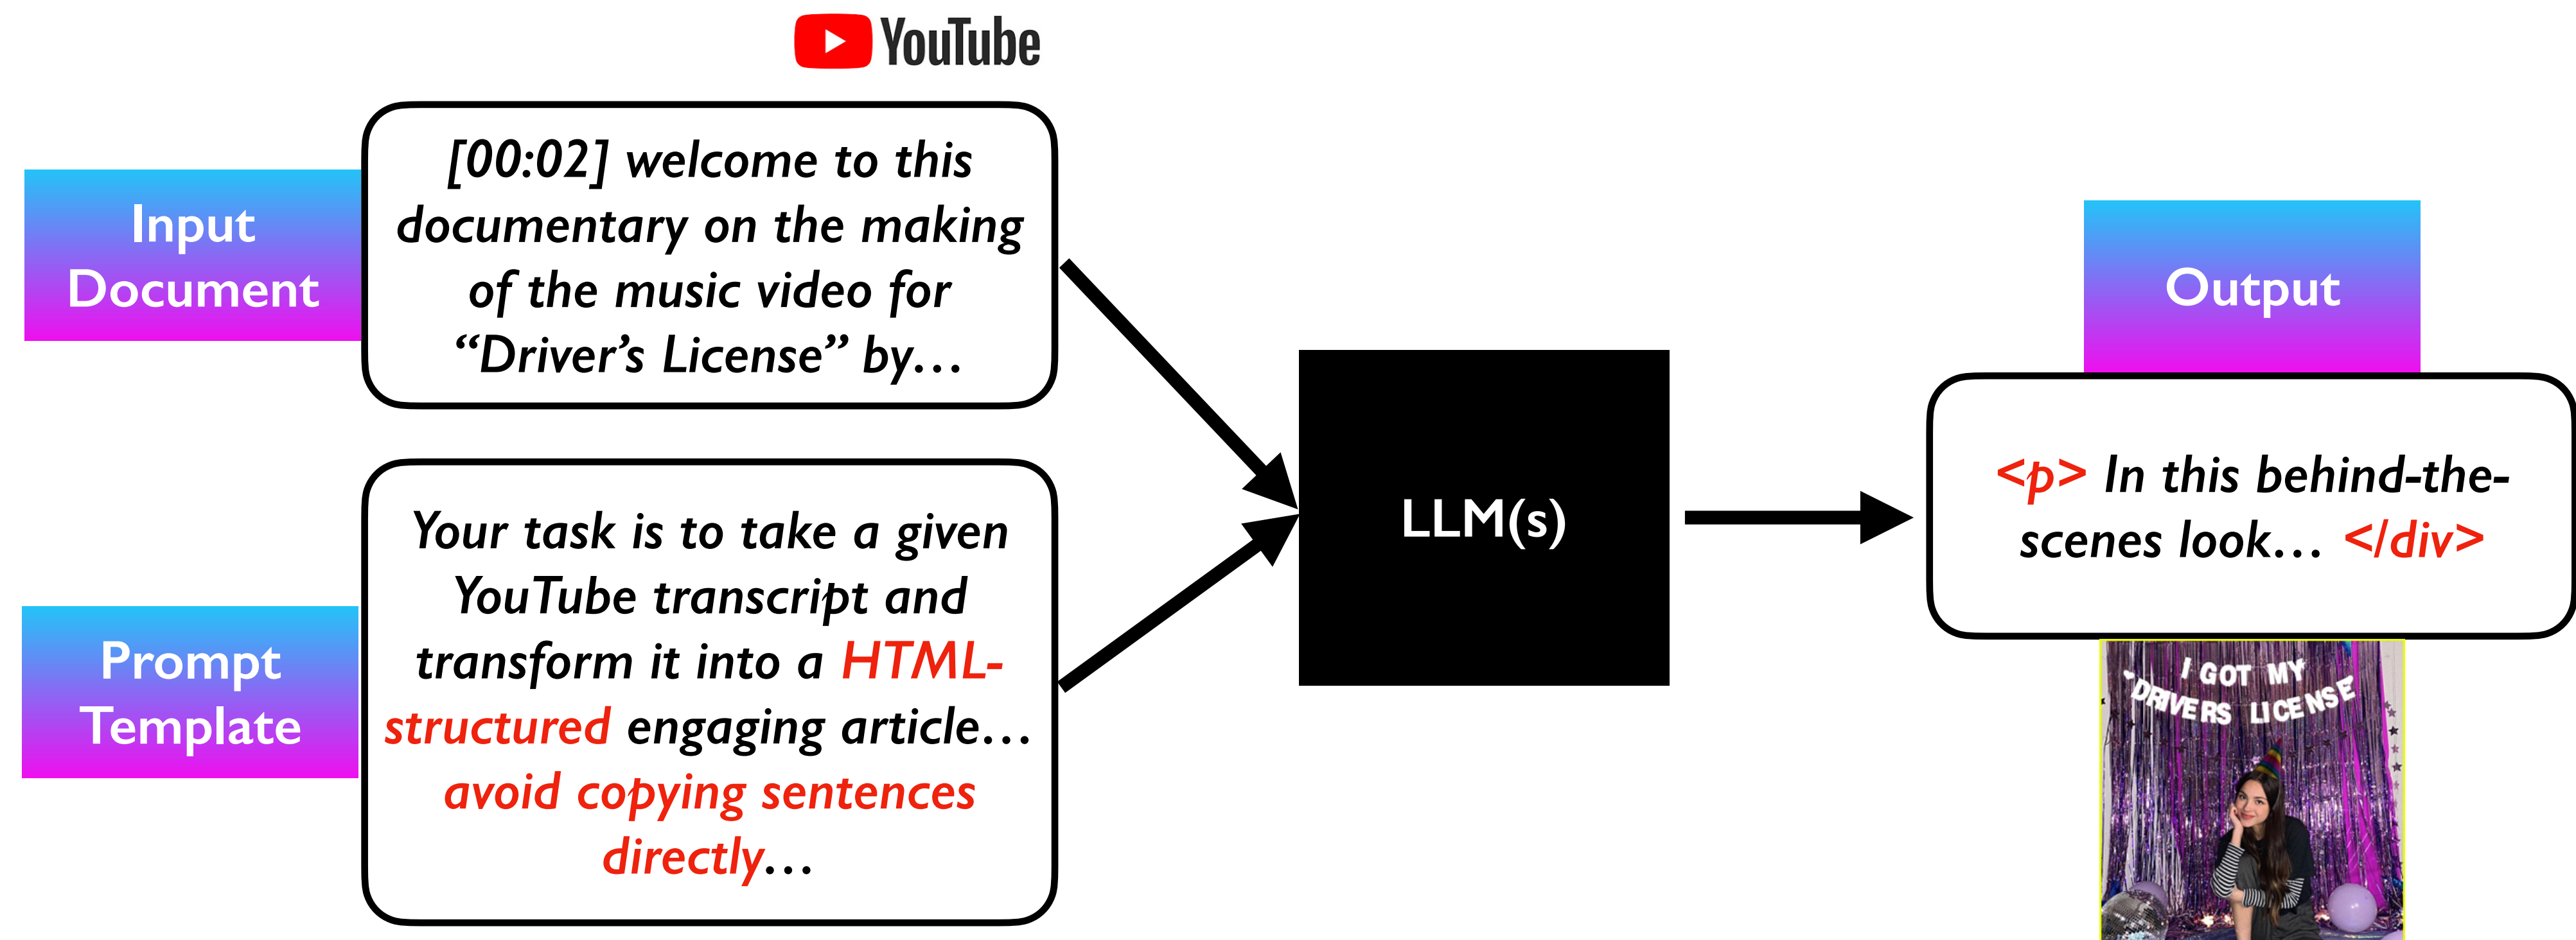 YouTube
Input
Document
[00:02] welcome to this
documentary on the making
of the music video for
“Driver’s License” by…
Prompt
Template
Your task is to take a given
YouTube transcript and
transform it into a HTML-
structured engaging article…
avoid copying sentences
directly…
LLM(s)
Output
<p> In this behind-the-
scenes look… </div>
I GOT MY
DRIVERS LICENSE